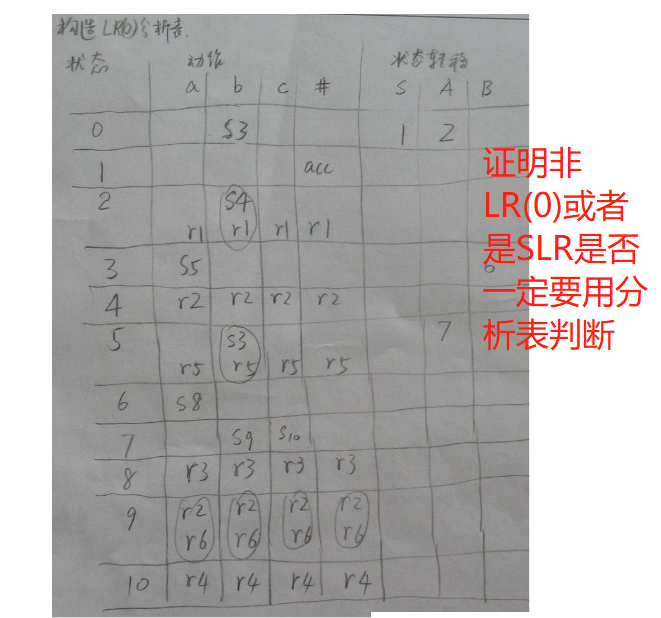 构造LR(0)分析表.
状态 动作 状态转移
a b c # S A B
0 S3 1 2
1 acc
2 S4
r1 r1 r1 r1
3 S5 6
4 r2 r2 r2 r2
5 S3 7
r5 r5 r5 r5
6 S8
7 S9 S10
8 r3 r3 r3 r3
9 r2 r2 r2 r2
r6 r6 r6 r6
10 r4 r4 r4 r4
证明非
LR(0)或者
是SLR是否
一定要用分
析表判断